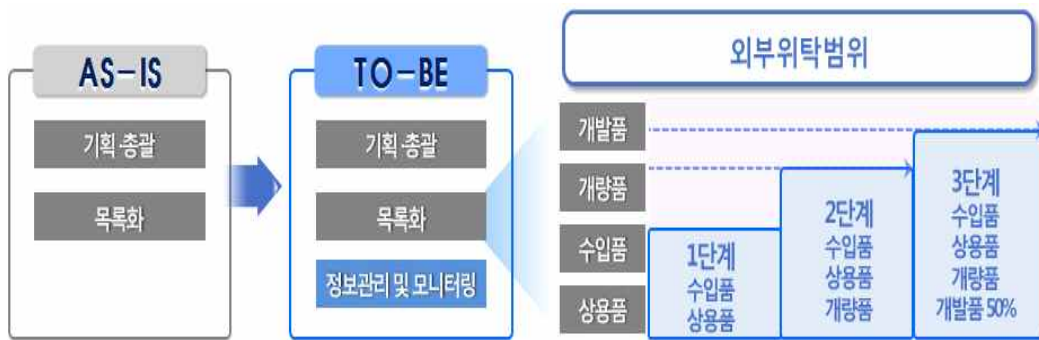 AS-IS
기획·총괄
목록화
TO-BE
기획·총괄
목록화
정보관리 및 모니터링
외부위탁범위
개발품
개량품
수입품
상용품
1단계
수입품
상용품
2단계
수입품
상용품
개량품
3단계
수입품
상용품
개량품
개발품 50%